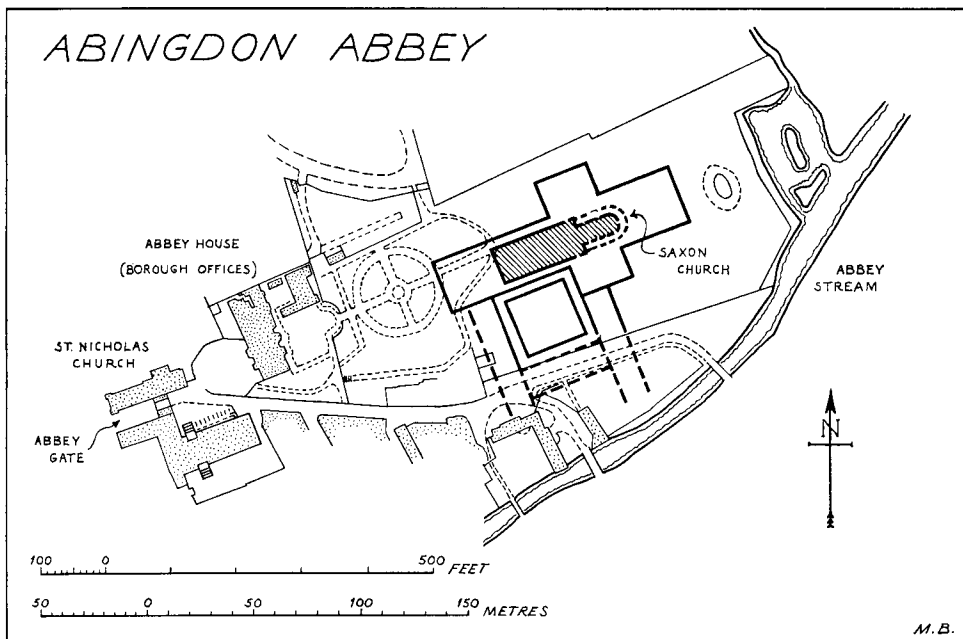 ABINGDON ABBEY
ABBEY HOUSE
(BOROUGH OFFICES)
SAXON
CHURCH
ABBEY
STREAM
ST. NICHOLAS
CHURCH
ABBEY
GATE
N
100 0 500 FEET
50 0 50 100 150 METRES
M.B.